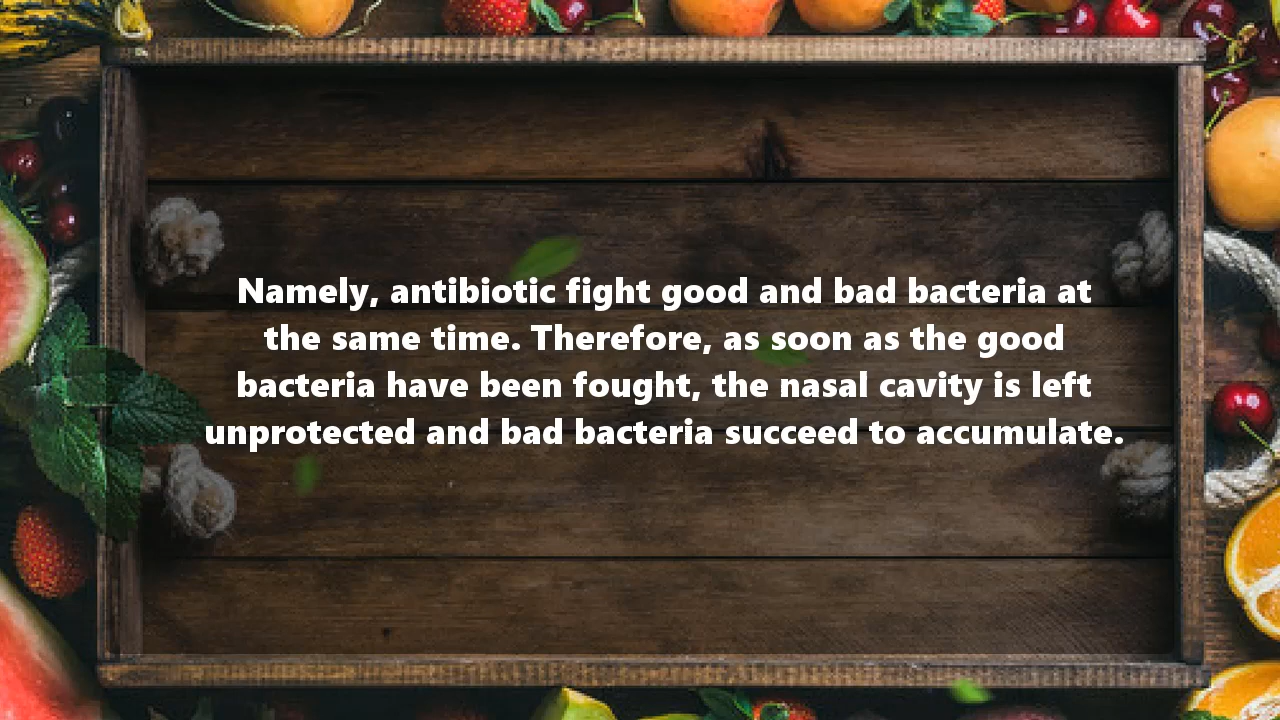 Namely, antibiotic fight good and bad bacteria at
the same time. Therefore, as soon as the good
bacteria have been fought, the nasal cavity is left
unprotected and bad bacteria succeed to accumulate.